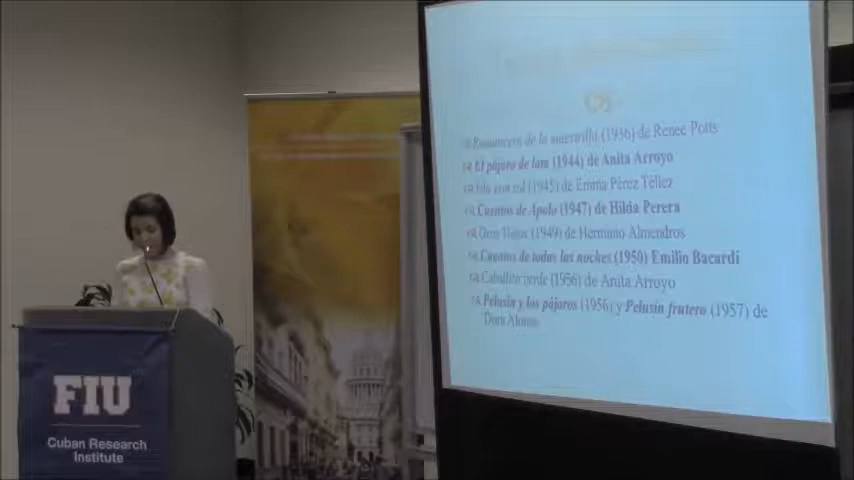 Romancero de la maestrilla (1936) de Renee Potts
El pájaro de lata (1944) de Anita Arroyo
Isla con sol (1945) de Emma Pérez Téllez
Cuentos de Apolo (1947) de Hilda Perera
Oros Viejos (1949) de Herminio Almendros
Cuentos de todas las noches (1950) Emilio Bacardi
Caballito verde (1956) de Anita Arroyo
Pelusín y los pájaros (1956) y Pelusín frutero (1957) de
Dora Alonso
FIU
Cuban Research
Institute